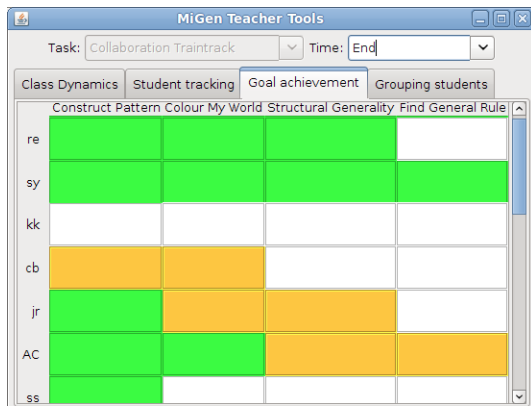 MiGen Teacher Tools
Task: Collaboration Traintrack Time: End
Class Dynamics Student tracking Goal achievement Grouping students
Construct Pattern Colour My World Structural Generality Find General Rule
re
sy
kk
cb
jr
AC
ss